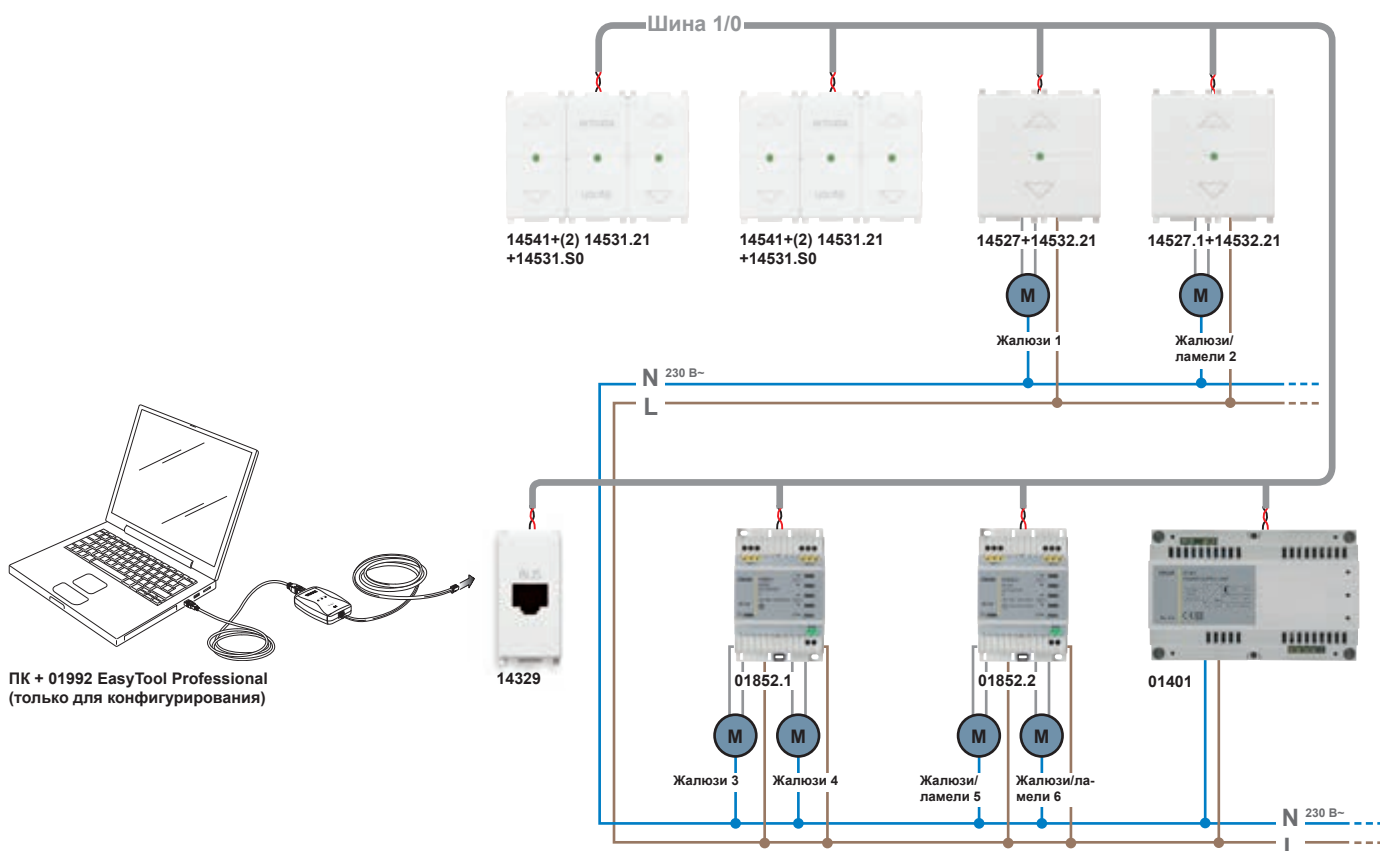 Шина 1/0
14541+(2) 14531.21
+14531.S0
14541+(2) 14531.21
+14531.S0
14527+14532.21
14527.1+14532.21
M
M
Жалюзи 1
Жалюзи/
ламели 2
N 230 В~
L
BUS
ПК + 01992 EasyTool Professional
(только для конфигурирования)
14329
01852.1
01852.2
01401
M
M
M
M
Жалюзи 3
Жалюзи 4
Жалюзи/
ламели 5
Жалюзи/ла-
мели 6
N 230 В~
L